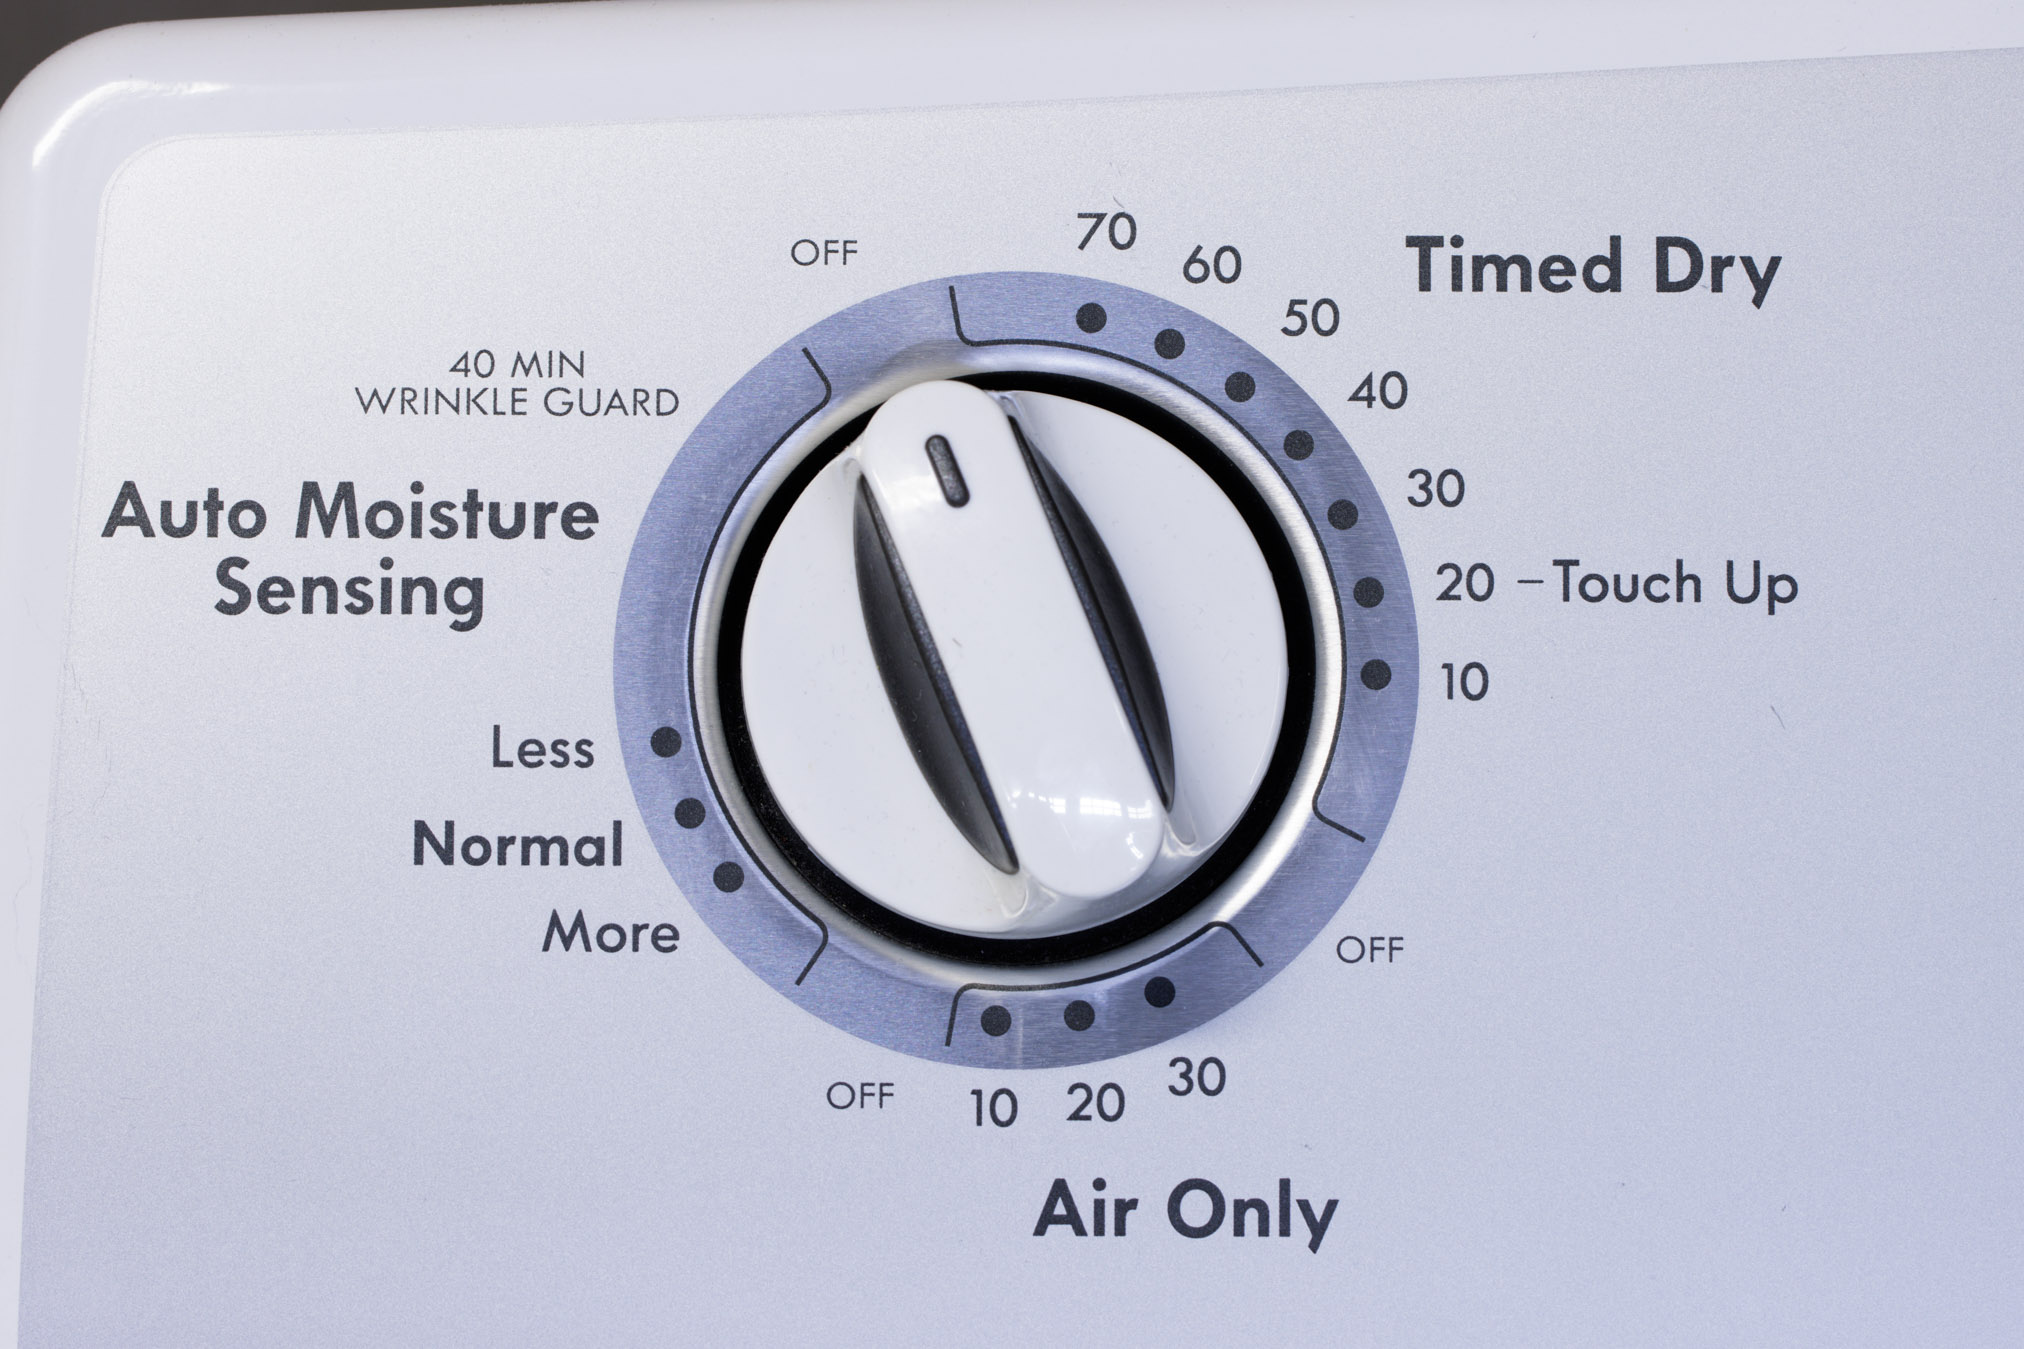 OFF
70
60
50
40
30
20 – Touch Up
10
Timed Dry
40 MIN
WRINKLE GUARD
Auto Moisture
Sensing
Less
Normal
More
OFF
OFF
10
20
30
Air Only